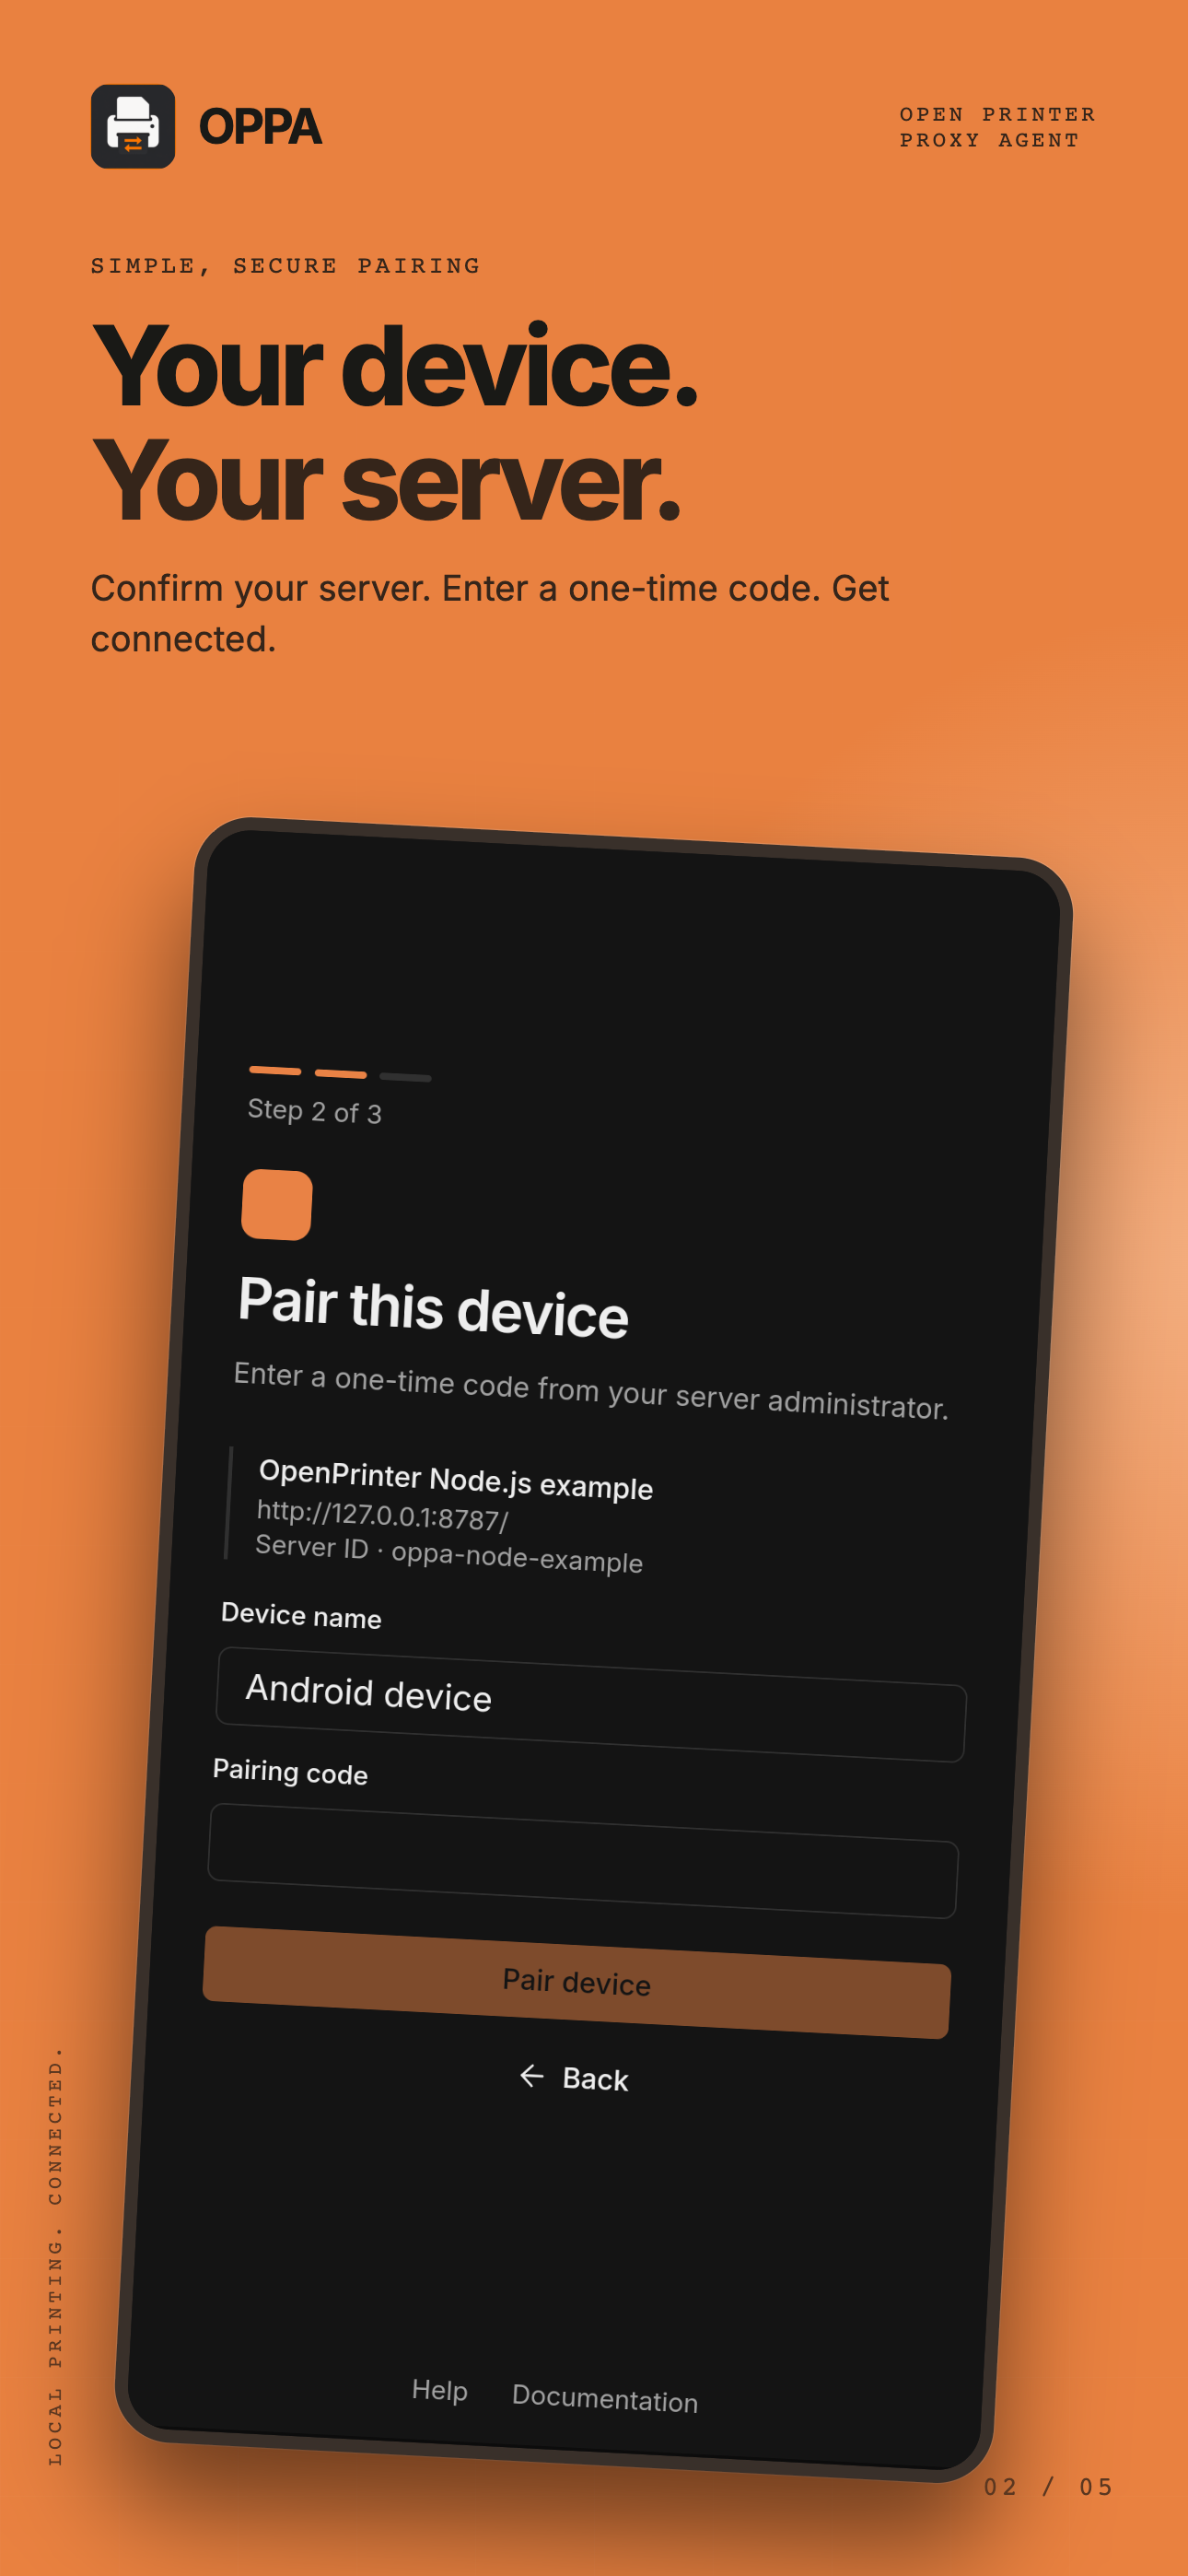 OPPA
OPEN PRINTER
PROXY AGENT
SIMPLE, SECURE PAIRING
Your device.
Your server.
Confirm your server. Enter a one-time code. Get
connected.
Step 2 of 3
Pair this device
Enter a one-time code from your server administrator.
OpenPrinter Node.js example
http://127.0.0.1:8787/
Server ID · oppa-node-example
Device name
Android device
Pairing code
Pair device
← Back
Help Documentation
LOCAL PRINTING. CONNECTED.
02 / 05